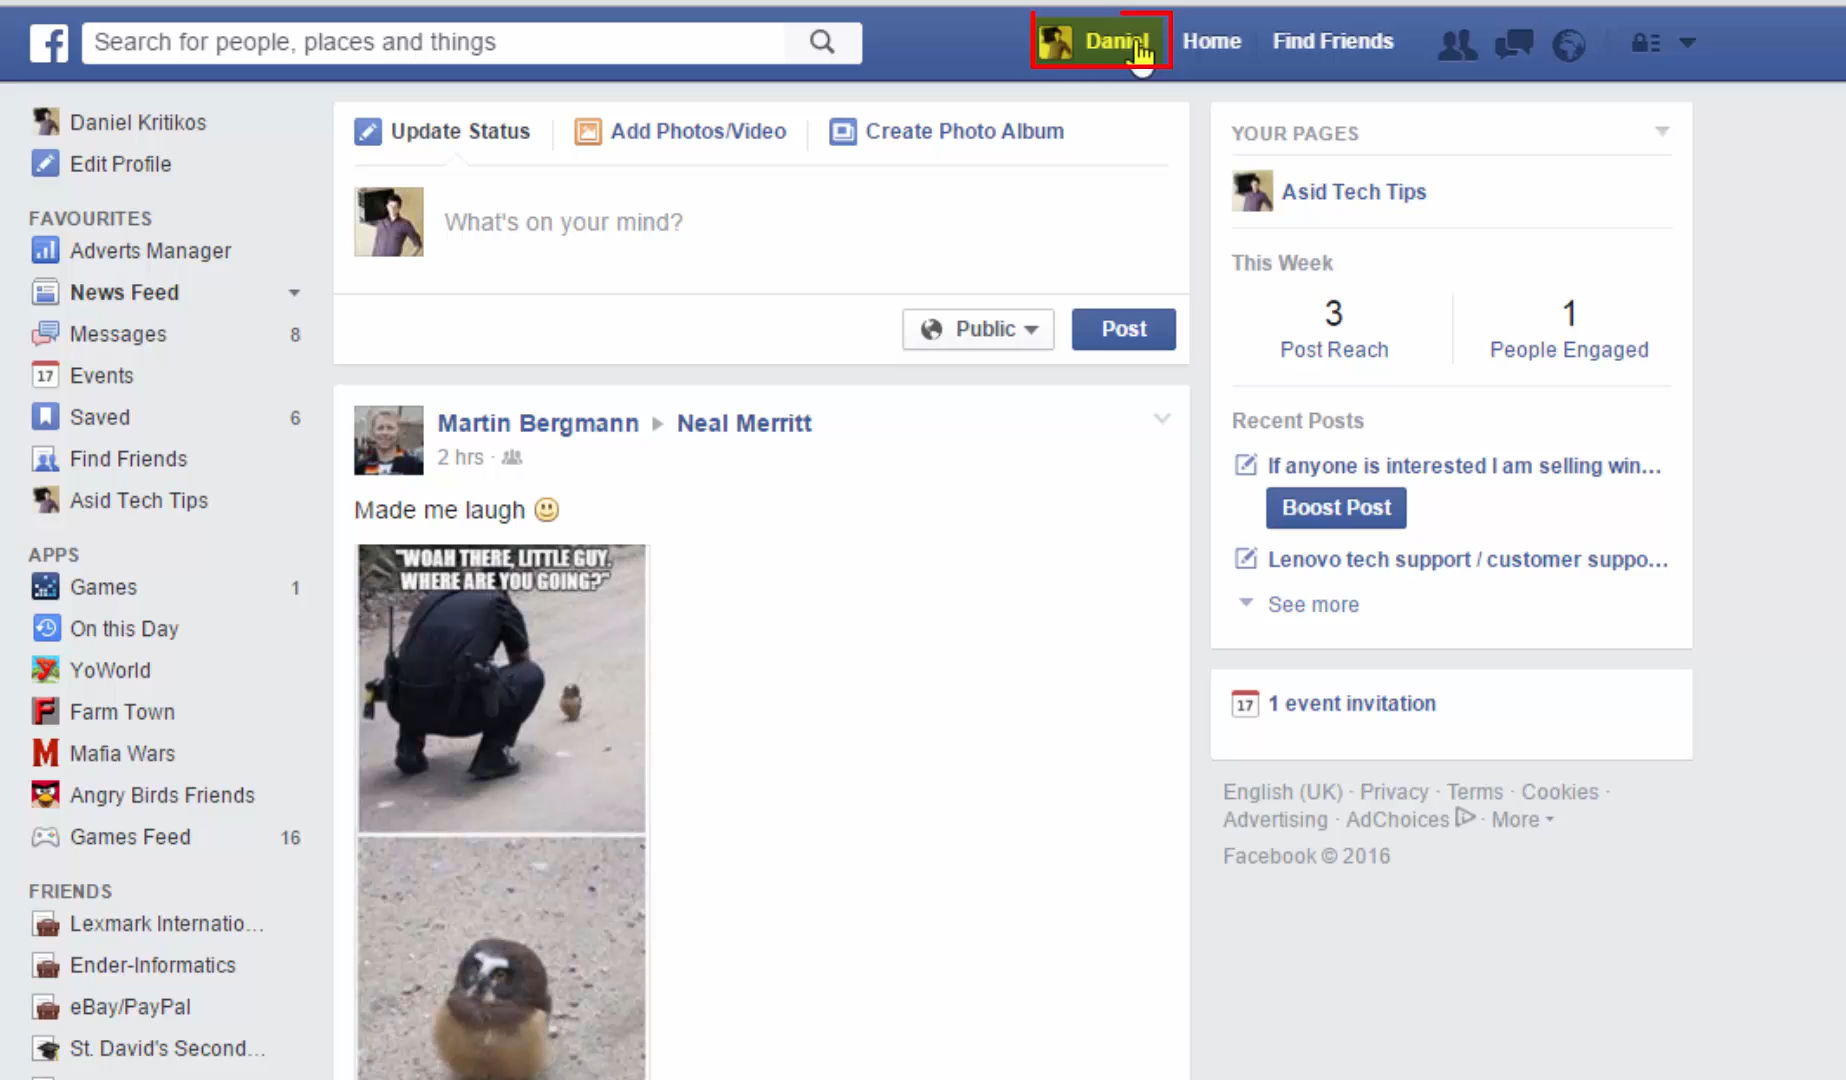 Search for people, places and things
Daniel
Home
Find Friends
Daniel Kritikos
Edit Profile
FAVOURITES
Adverts Manager
News Feed
Messages 8
17 Events
Saved 6
Find Friends
Asid Tech Tips
APPS
Games 1
On this Day
YoWorld
Farm Town
Mafia Wars
Angry Birds Friends
Games Feed 16
FRIENDS
Lexmark Internatio...
Ender-Informatics
eBay/PayPal
St. David's Second...
Update Status
Add Photos/Video
Create Photo Album
What's on your mind?
Public
Post
Martin Bergmann ▸ Neal Merritt
2 hrs ·
Made me laugh
"WOAH THERE, LITTLE GUY.
WHERE ARE YOU GOING?"
YOUR PAGES
Asid Tech Tips
This Week
3 1
Post Reach People Engaged
Recent Posts
If anyone is interested I am selling win...
Boost Post
Lenovo tech support / customer suppo...
See more
17 1 event invitation
English (UK) · Privacy · Terms · Cookies ·
Advertising · AdChoices · More
Facebook © 2016